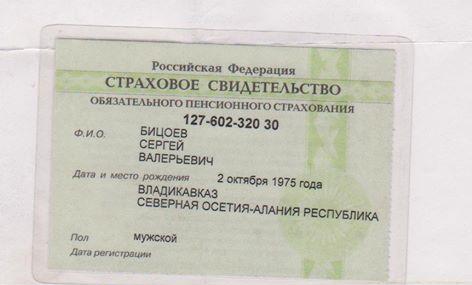 Российская Федерация
СТРАХОВОЕ СВИДЕТЕЛЬСТВО
ОБЯЗАТЕЛЬНОГО ПЕНСИОННОГО СТРАХОВАНИЯ
127-602-320 30
Ф.И.О. БИЦОЕВ
СЕРГЕЙ
ВАЛЕРЬЕВИЧ
Дата и место рождения 2 октября 1975 года
ВЛАДИКАВКАЗ
СЕВЕРНАЯ ОСЕТИЯ-АЛАНИЯ РЕСПУБЛИКА
Пол мужской
Дата регистрации